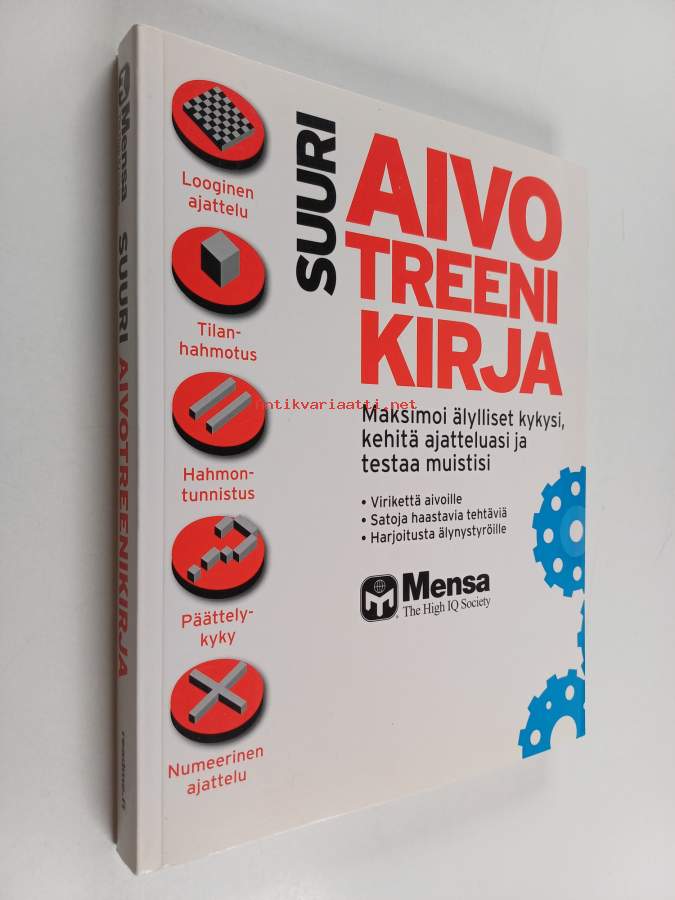 Mensa SUURI AIVOTREENIKIRJA readme.fi
Looginen
ajattelu
Tilan-
hahmotus
Hahmon-
tunnistus
Päättely-
kyky
Numeerinen
ajattelu
SUURI
AIVO
TREENI
KIRJA
antikvariaatti.net
Maksimoi älylliset kykysi,
kehitä ajatteluasi ja
testaa muistisi
• Virikettä aivoille
• Satoja haastavia tehtäviä
• Harjoitusta älynystyröille
Mensa
The High IQ Society